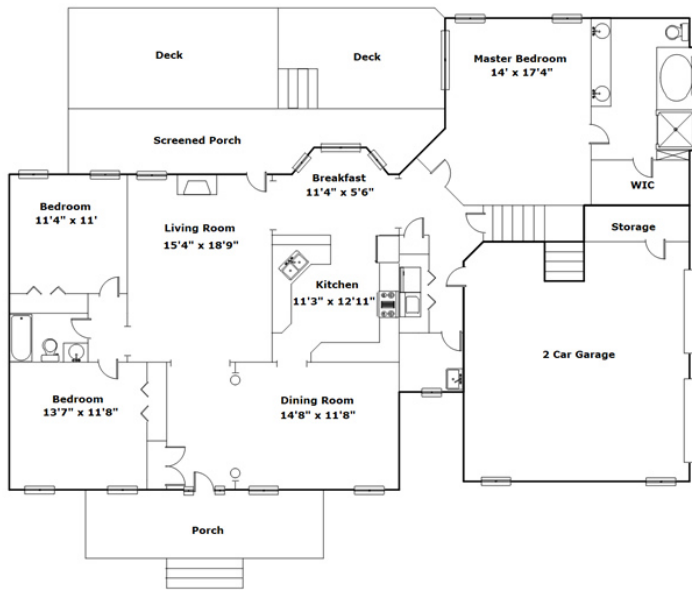 Deck
Deck
Master Bedroom
14' x 17'4"
Screened Porch
Breakfast
11'4" x 5'6"
WIC
Bedroom
11'4" x 11'
Living Room
15'4" x 18'9"
Storage
Kitchen
11'3" x 12'11"
2 Car Garage
Bedroom
13'7" x 11'8"
Dining Room
14'8" x 11'8"
Porch